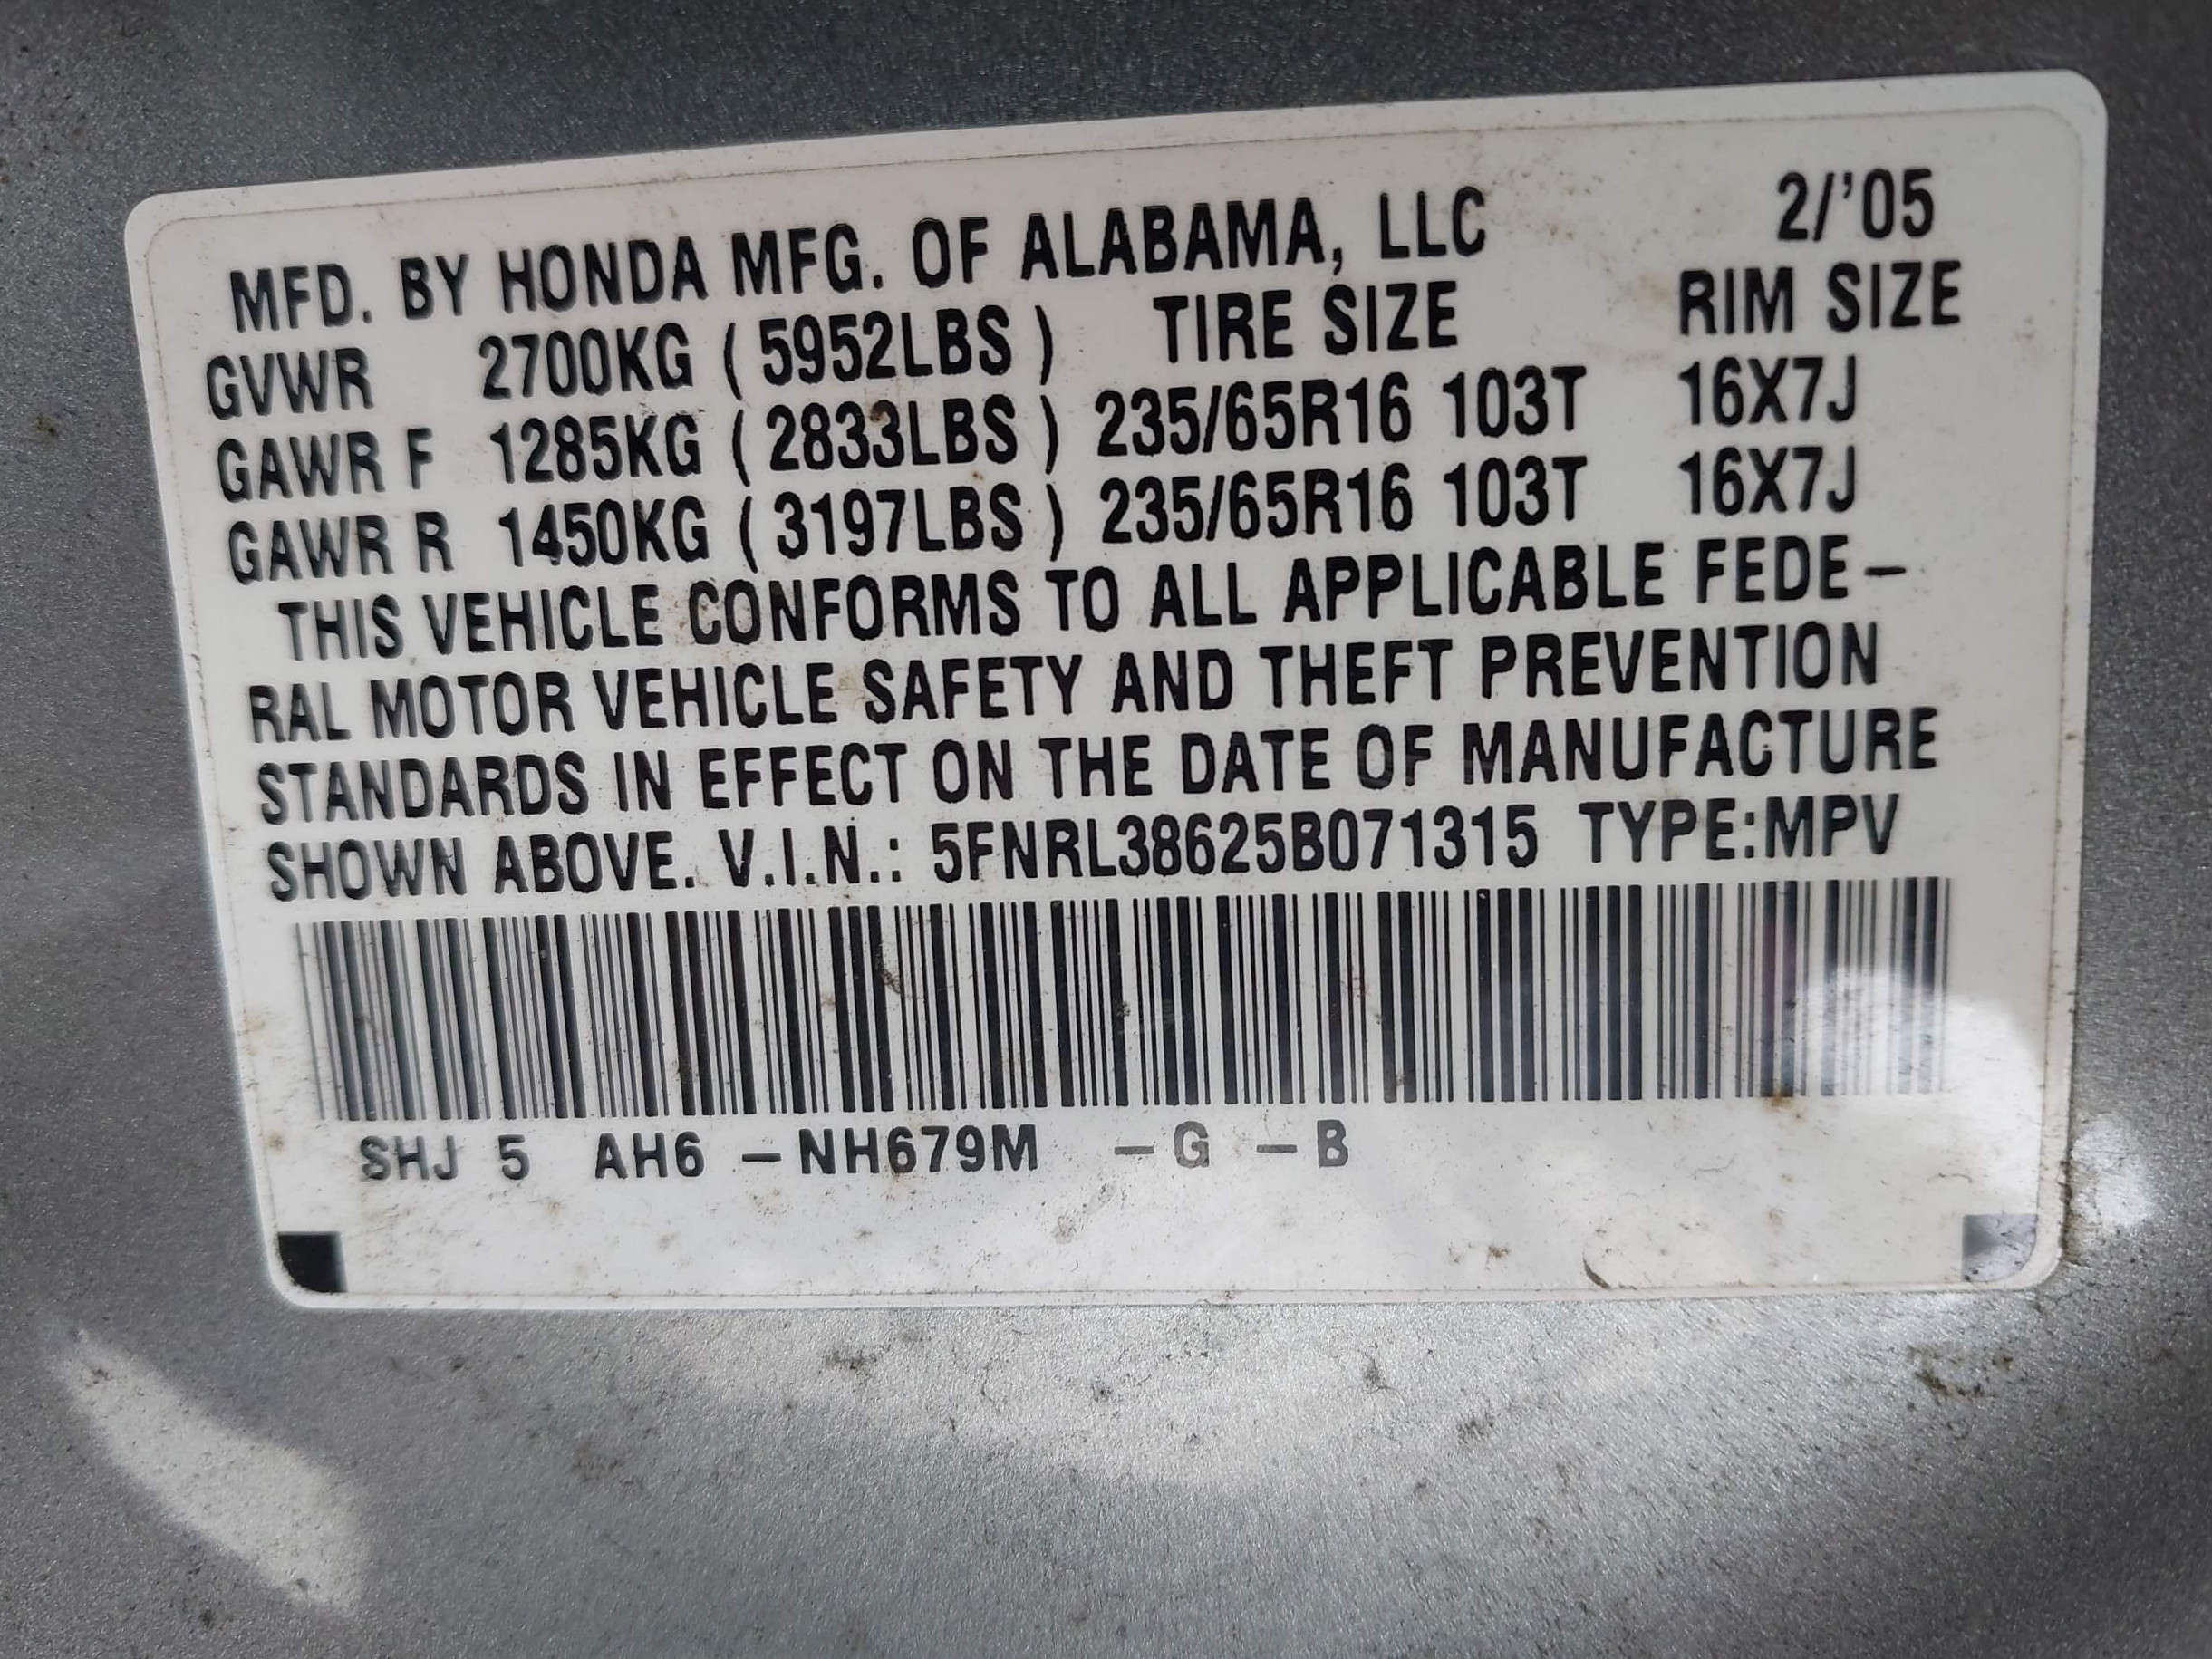 MFD. BY HONDA MFG. OF ALABAMA, LLC 2/'05
GVWR 2700KG (5952LBS) TIRE SIZE RIM SIZE
GAWR F 1285KG (2833LBS) 235/65R16 103T 16X7J
GAWR R 1450KG (3197LBS) 235/65R16 103T 16X7J
THIS VEHICLE CONFORMS TO ALL APPLICABLE FEDE-
RAL MOTOR VEHICLE SAFETY AND THEFT PREVENTION
STANDARDS IN EFFECT ON THE DATE OF MANUFACTURE
SHOWN ABOVE. V.I.N.: 5FNRL38625B071315 TYPE:MPV
SHJ 5 AH6 -NH679M -G -B